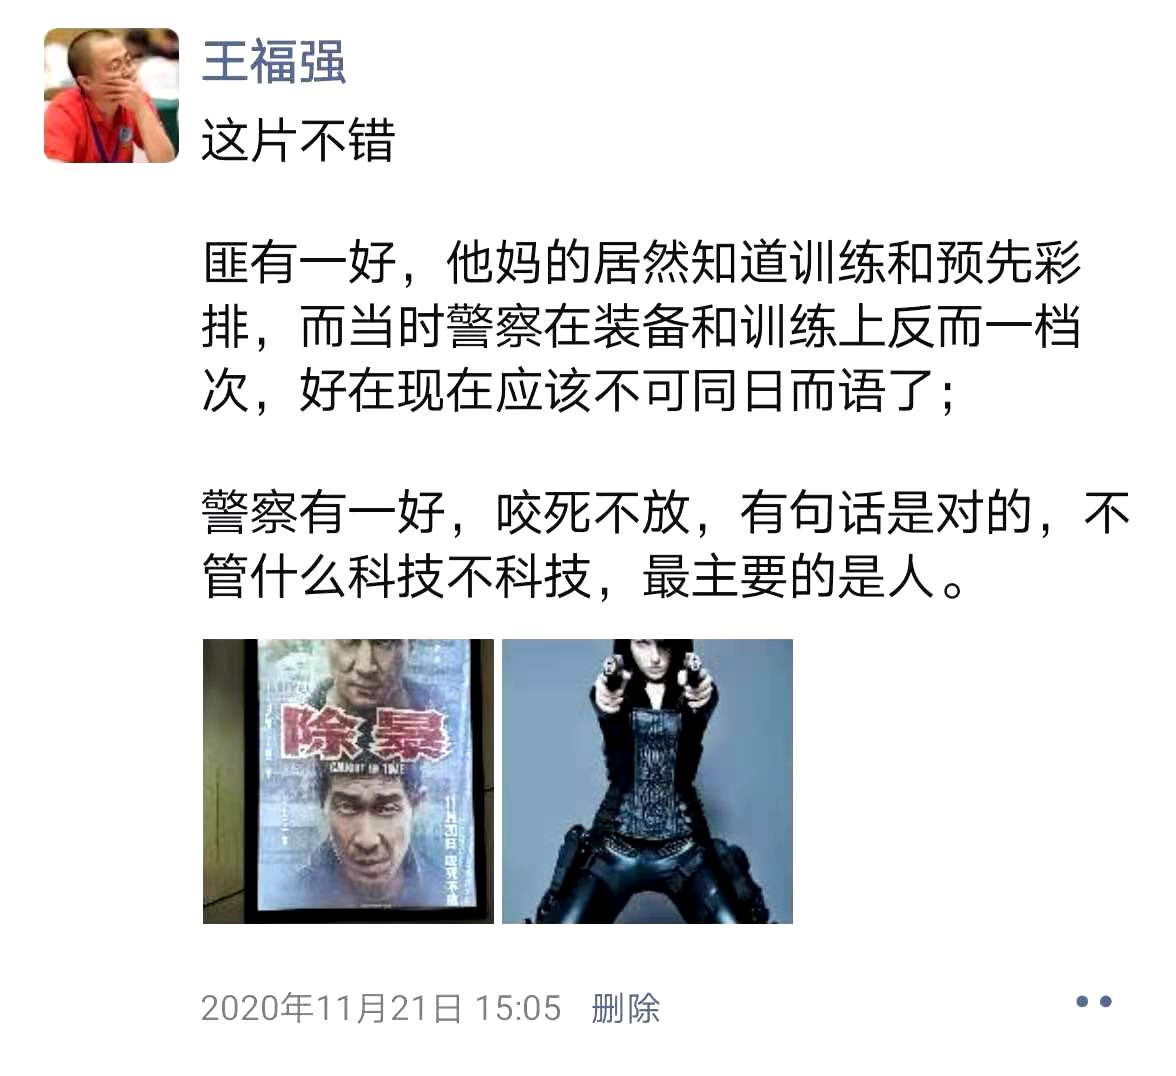 王福强
这片不错
匪有一好，他妈的居然知道训练和预先彩
排，而当时警察在装备和训练上反而一档
次，好在现在应该不可同日而语了；
警察有一好，咬死不放，有句话是对的，不
管什么科技不科技，最主要的是人。
除暴
CAUGHT IN TIME
11月20日 咬死不放
2020年11月21日 15:05 删除